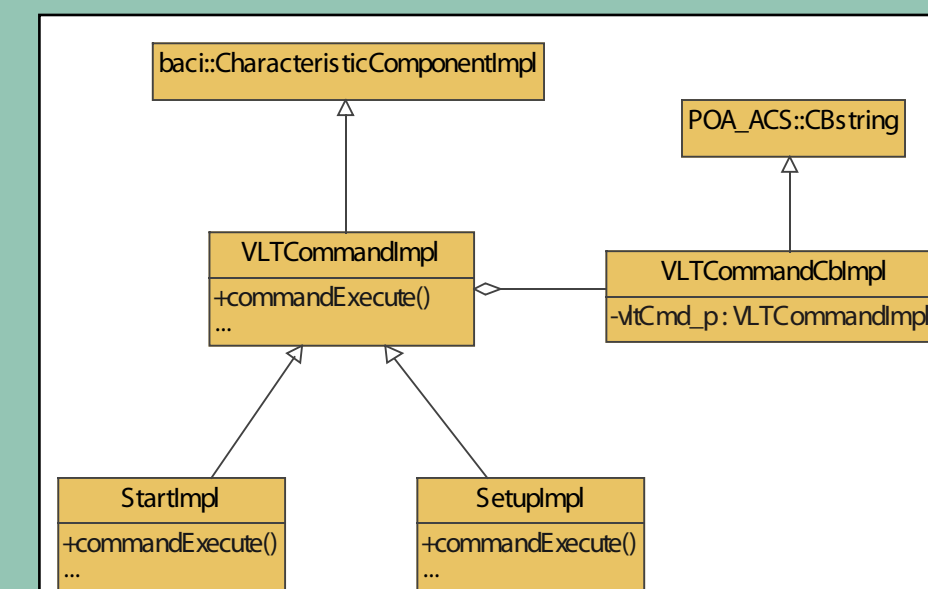 baci::CharacteristicComponentImpl
POA_ACS::CBstring
VLTCommandImpl
+commandExecute()
...
VLTCommandCbImpl
-vltCmd_p : VLTCommandImpl
StartImpl
+commandExecute()
...
SetupImpl
+commandExecute()
...